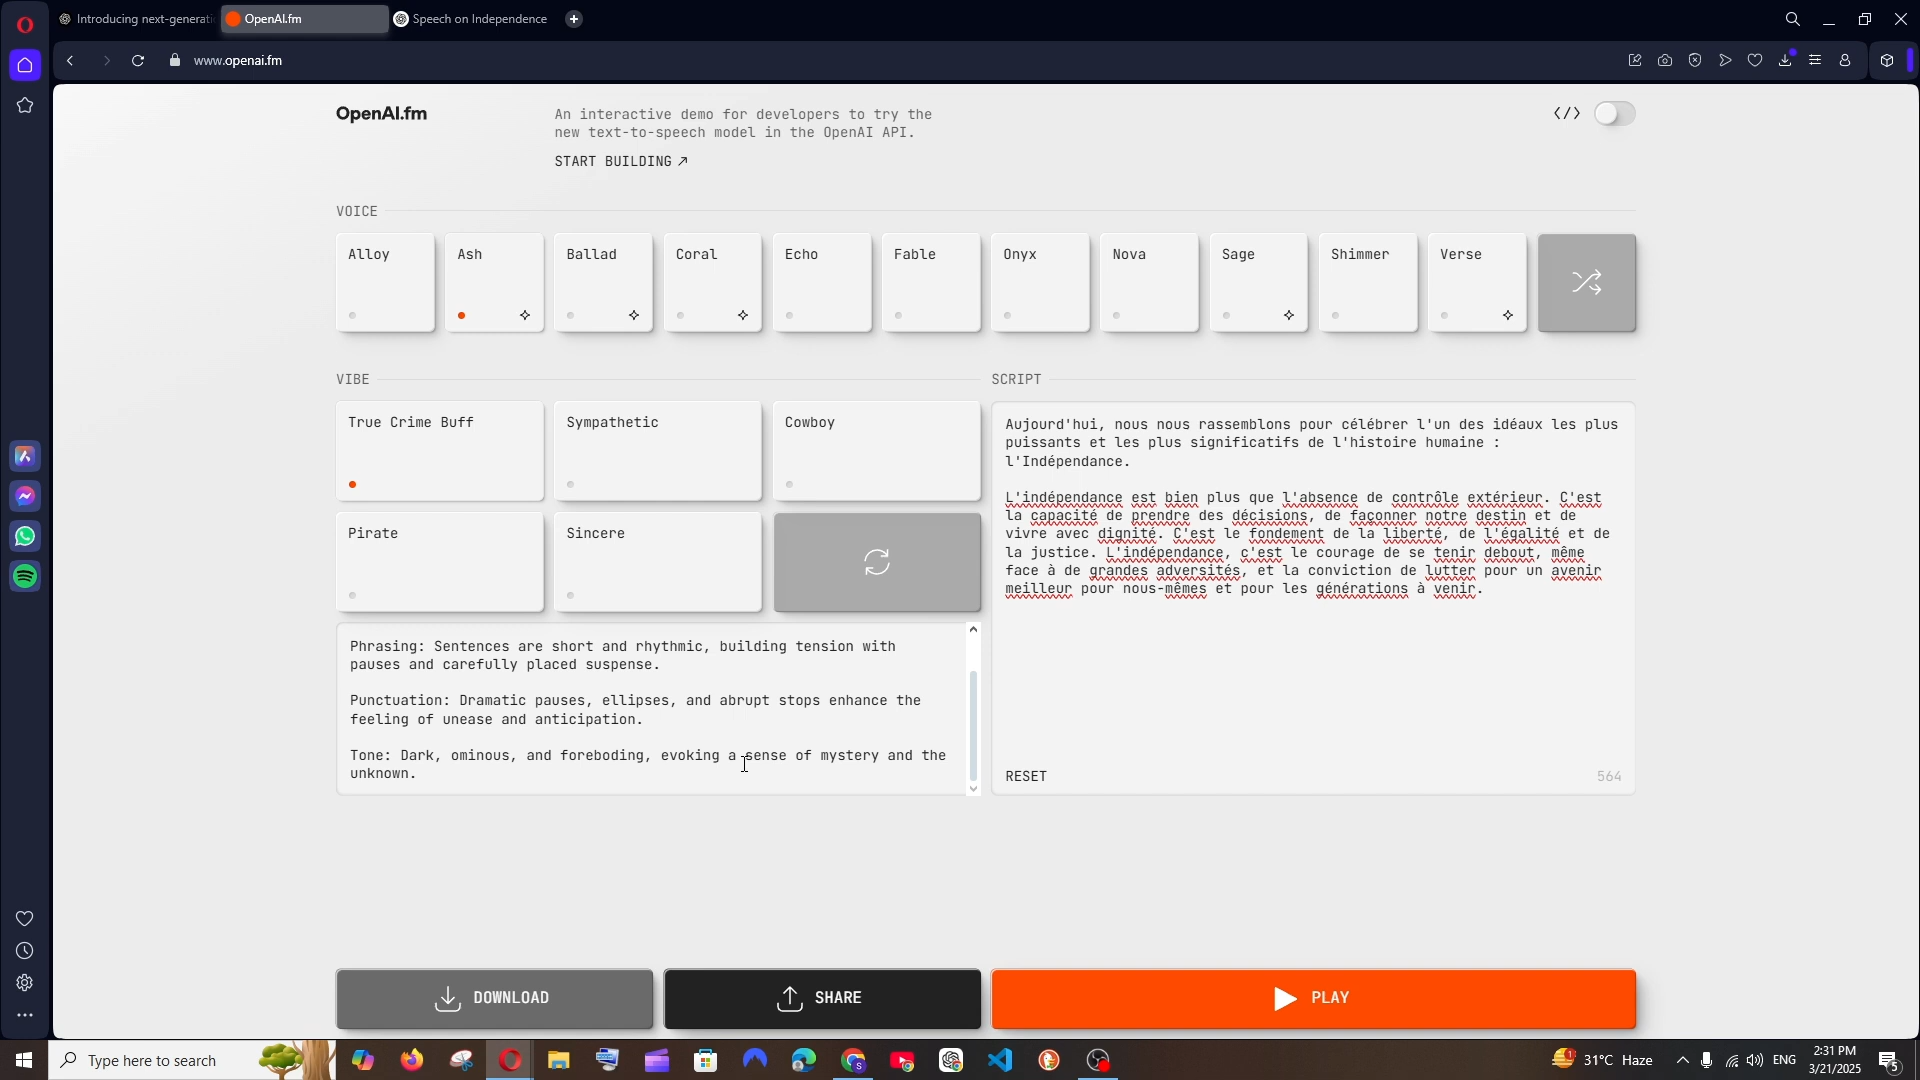 Introducing next-generati
OpenAI.fm
Speech on Independence
www.openai.fm
OpenAI.fm
An interactive demo for developers to try the
new text-to-speech model in the OpenAI API.
START BUILDING ↗
</>
VOICE
Alloy
Ash
Ballad
Coral
Echo
Fable
Onyx
Nova
Sage
Shimmer
Verse
VIBE
True Crime Buff
Sympathetic
Cowboy
Pirate
Sincere
Phrasing: Sentences are short and rhythmic, building tension with
pauses and carefully placed suspense.
Punctuation: Dramatic pauses, ellipses, and abrupt stops enhance the
feeling of unease and anticipation.
Tone: Dark, ominous, and foreboding, evoking a sense of mystery and the
unknown.
SCRIPT
Aujourd'hui, nous nous rassemblons pour célébrer l'un des idéaux les plus
puissants et les plus significatifs de l'histoire humaine :
l'Indépendance.
L'indépendance est bien plus que l'absence de contrôle extérieur. C'est
la capacité de prendre des décisions, de façonner notre destin et de
vivre avec dignité. C'est le fondement de la liberté, de l'égalité et de
la justice. L'indépendance, c'est le courage de se tenir debout, même
face à de grandes adversités, et la conviction de lutter pour un avenir
meilleur pour nous-mêmes et pour les générations à venir.
RESET
564
DOWNLOAD
SHARE
PLAY
Type here to search
31°C Haze
ENG
2:31 PM
3/21/2025
5